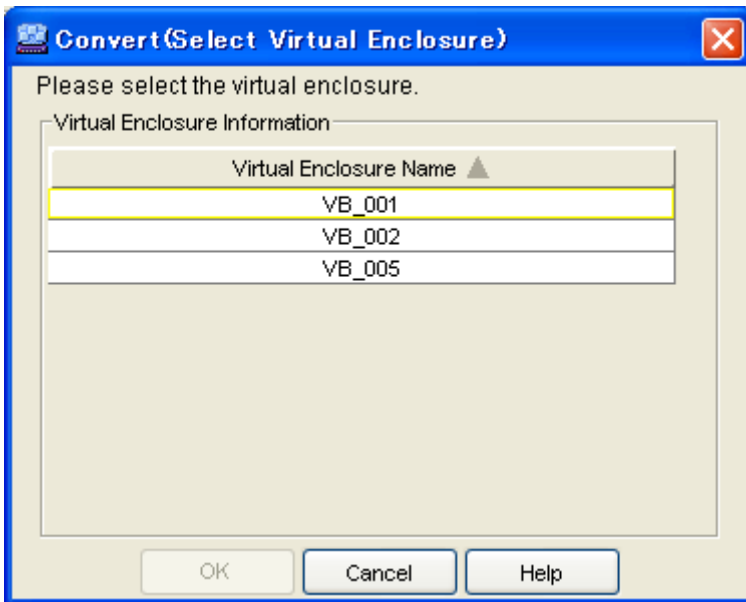 Convert(Select Virtual Enclosure)
Please select the virtual enclosure.
Virtual Enclosure Information
Virtual Enclosure Name
VB_001
VB_002
VB_005
OK Cancel Help